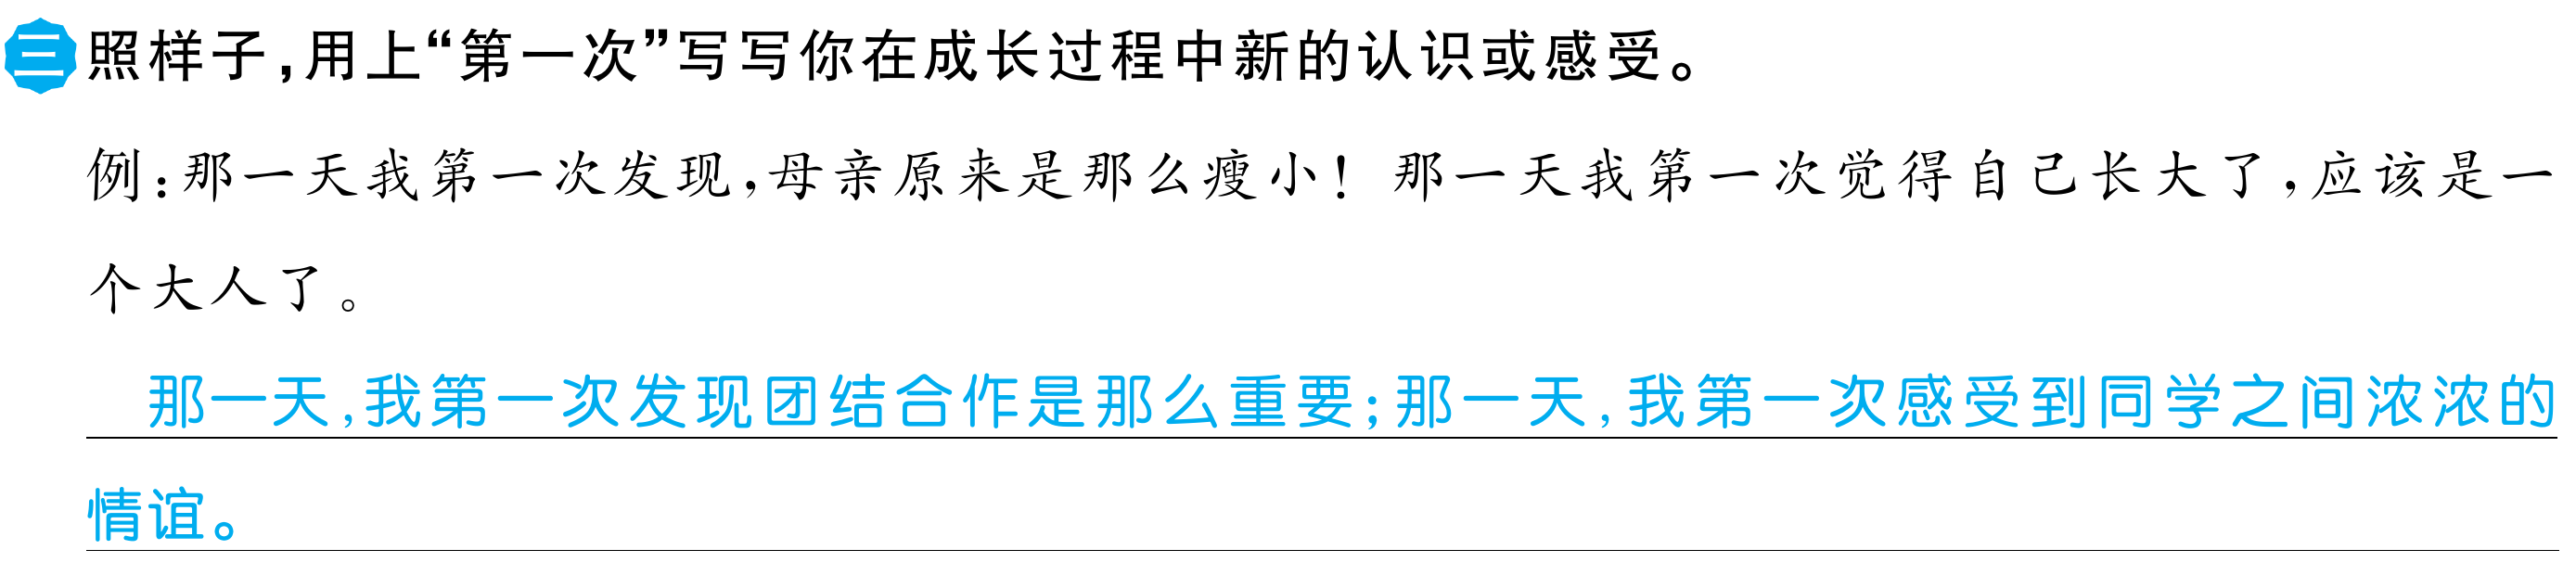 三 照样子,用上“第一次”写写你在成长过程中新的认识或感受。
例:那一天我第一次发现,母亲原来是那么瘦小! 那一天我第一次觉得自己长大了,应该是一
个大人了。
那一天,我第一次发现团结合作是那么重要;那一天,我第一次感受到同学之间浓浓的
情谊。